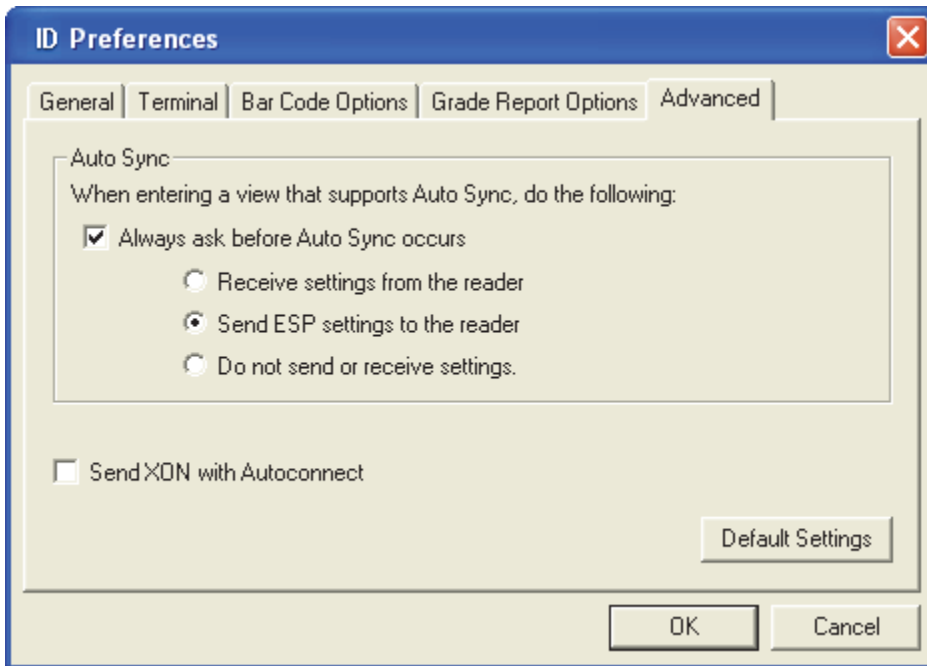 ID Preferences
General Terminal Bar Code Options Grade Report Options Advanced
Auto Sync
When entering a view that supports Auto Sync, do the following:
Always ask before Auto Sync occurs
Receive settings from the reader
Send ESP settings to the reader
Do not send or receive settings.
Send XON with Autoconnect
Default Settings
OK Cancel